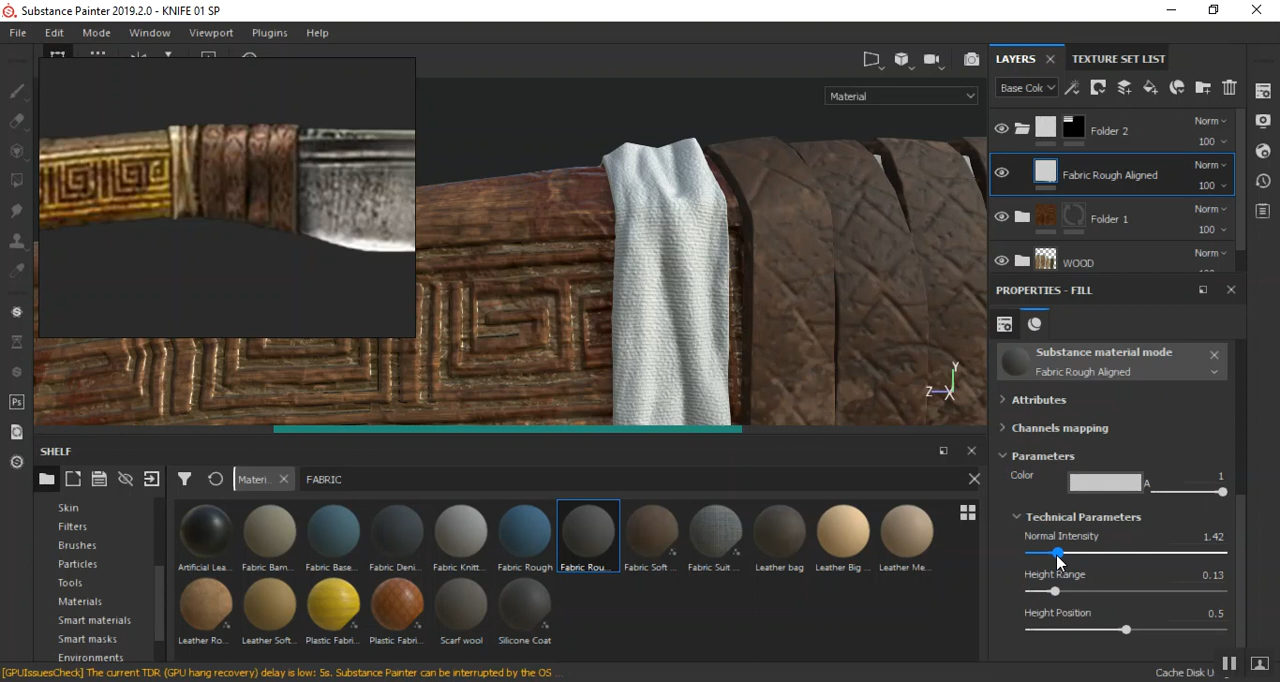 Substance Painter 2019.2.0 - KNIFE 01 SP
File Edit Mode Window Viewport Plugins Help
Material
LAYERS
TEXTURE SET LIST
Base Col
Norm
100
Folder 2
Norm
100
Fabric Rough Aligned
Norm
100
Folder 1
Norm
100
WOOD
Norm
PROPERTIES - FILL
Substance material mode
Fabric Rough Aligned
Attributes
Channels mapping
Parameters
Color
A
1
Technical Parameters
Normal Intensity
1.42
Height Range
0.13
Height Position
0.5
Y
Z
X
SHELF
Materi..
FABRIC
Skin
Filters
Brushes
Particles
Tools
Materials
Smart materials
Smart masks
Environments
Artificial Lea... Fabric Bam... Fabric Base... Fabric Deni... Fabric Knitt... Fabric Rough Fabric Rou... Fabric Soft ... Fabric Suit ... Leather bag Leather Big ... Leather Me...
Leather Ro... Leather Soft... Plastic Fabri... Plastic Fabri... Scarf wool Silicone Coat
[GPUIssuesCheck] The current TDR (GPU hang recovery) delay is low: 5s. Substance Painter can be interrupted by the OS ...
Cache Disk U
Ps